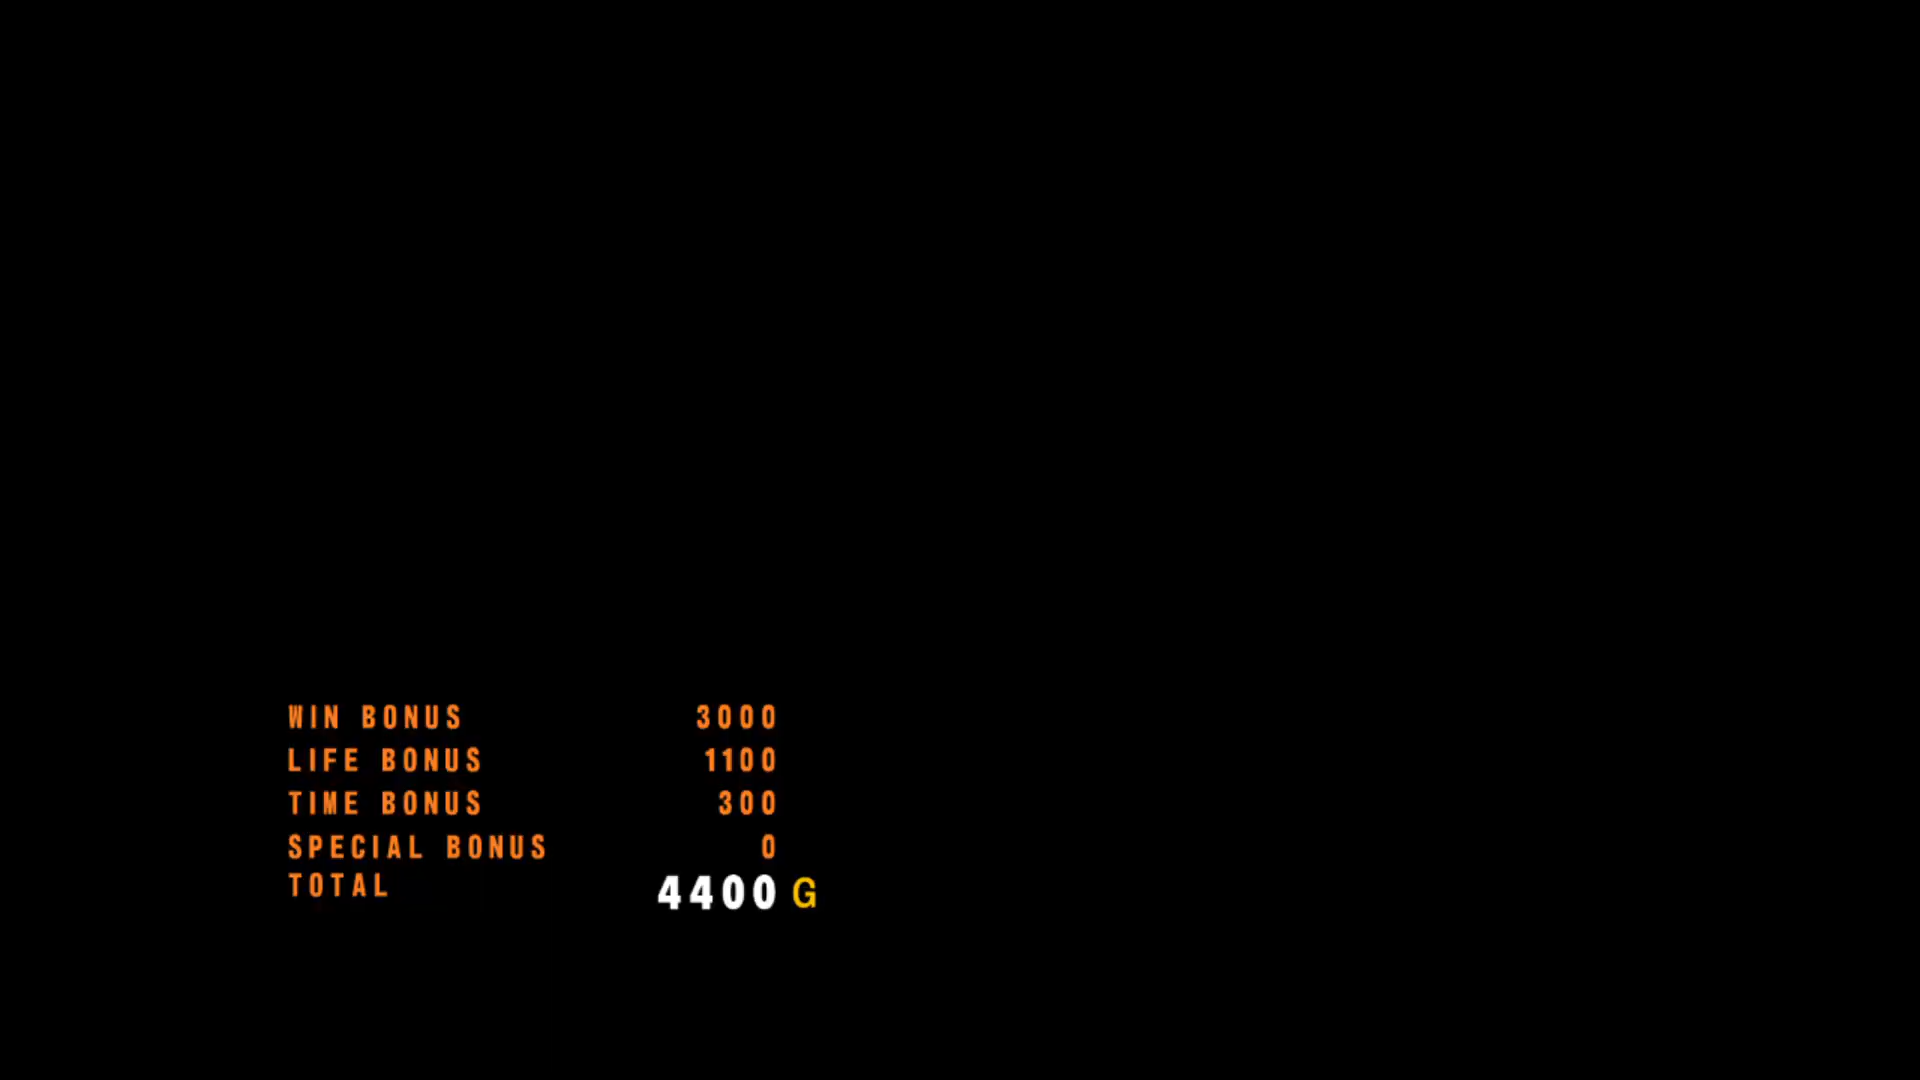 WIN BONUS 3000
LIFE BONUS 1100
TIME BONUS 300
SPECIAL BONUS 0
TOTAL 4400 G